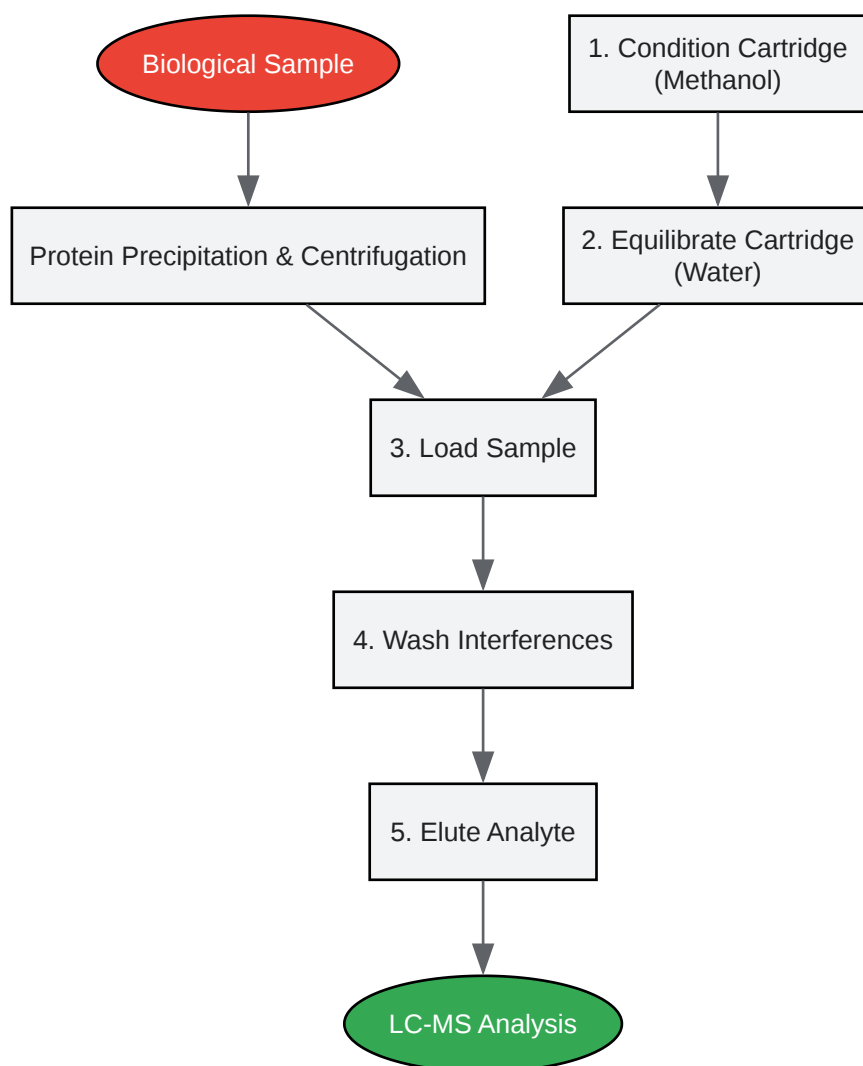 Biological Sample
1. Condition Cartridge
(Methanol)
Protein Precipitation & Centrifugation
2. Equilibrate Cartridge
(Water)
3. Load Sample
4. Wash Interferences
5. Elute Analyte
LC-MS Analysis